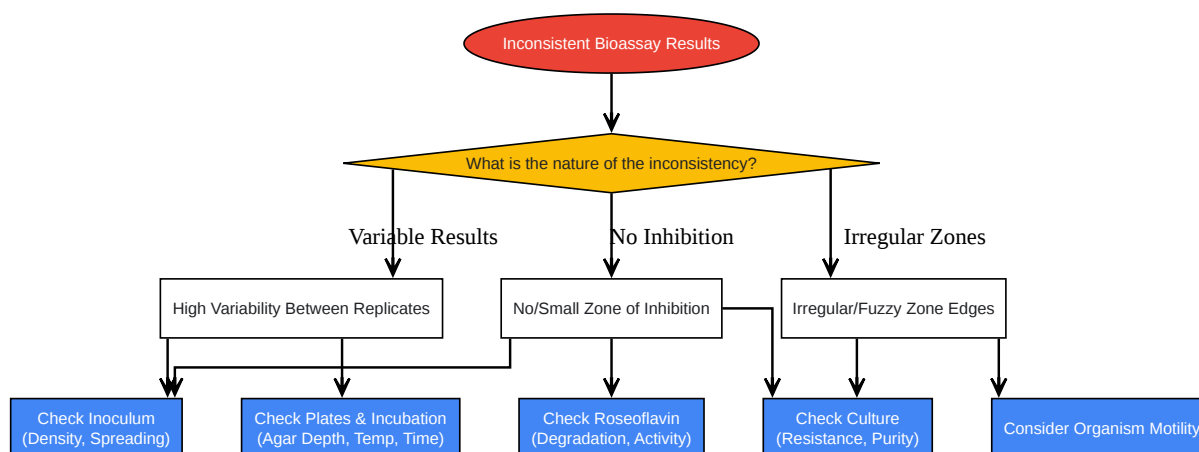 Inconsistent Bioassay Results
What is the nature of the inconsistency?
Variable Results
No Inhibition
Irregular Zones
High Variability Between Replicates
No/Small Zone of Inhibition
Irregular/Fuzzy Zone Edges
Check Inoculum
(Density, Spreading)
Check Plates & Incubation
(Agar Depth, Temp, Time)
Check Roseoflavin
(Degradation, Activity)
Check Culture
(Resistance, Purity)
Consider Organism Motility